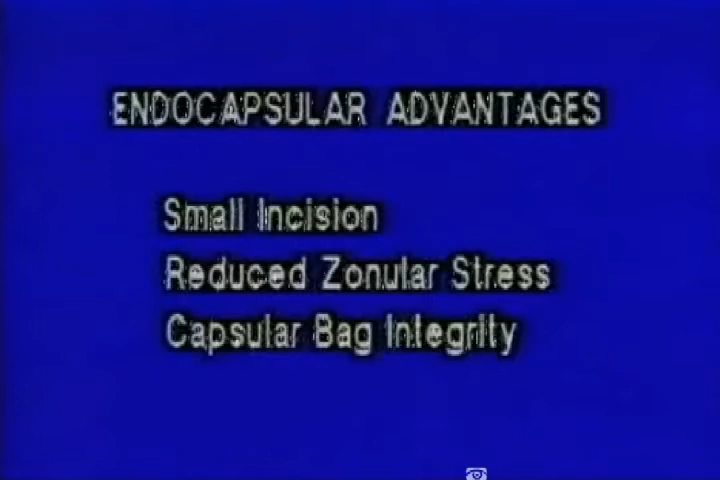 ENDOCAPSULAR ADVANTAGES
Small Incision
Reduced Zonular Stress
Capsular Bag Integrity